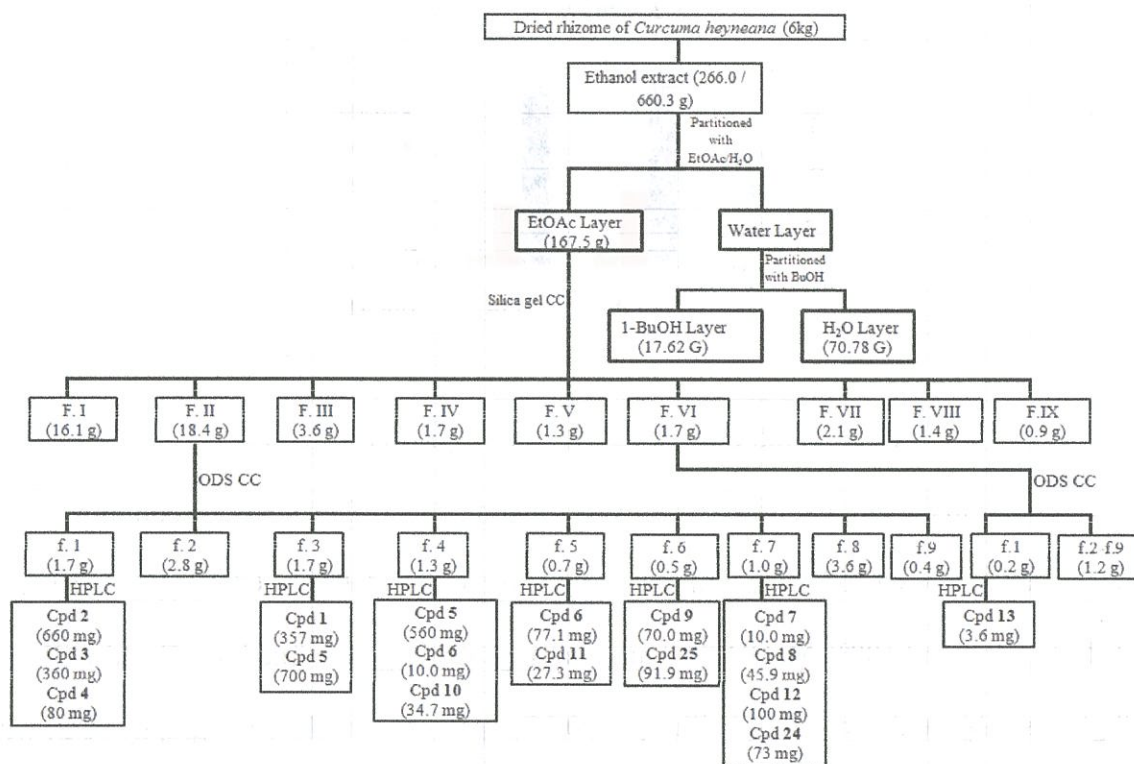 Dried rhizome of Curcuma heyneana (6kg)
Ethanol extract (266.0 /
660.3 g)
Partitioned
with
EtOAc/H₂O
EtOAc Layer
(167.5 g)
Water Layer
Partitioned
with BuOH
Silica gel CC
1-BuOH Layer
(17.62 G)
H₂O Layer
(70.78 G)
F. I
(16.1 g)
F. II
(18.4 g)
F. III
(3.6 g)
F. IV
(1.7 g)
F. V
(1.3 g)
F. VI
(1.7 g)
F. VII
(2.1 g)
F. VIII
(1.4 g)
F.IX
(0.9 g)
ODS CC
ODS CC
f. 1
(1.7 g)
f. 2
(2.8 g)
f. 3
(1.7 g)
f. 4
(1.3 g)
f. 5
(0.7 g)
f. 6
(0.5 g)
f. 7
(1.0 g)
f. 8
(3.6 g)
f.9
(0.4 g)
f.1
(0.2 g)
f.2-f.9
(1.2 g)
HPLC
HPLC
HPLC
HPLC
HPLC
HPLC
HPLC
Cpd 2
(660 mg)
Cpd 3
(360 mg)
Cpd 4
(80 mg)
Cpd 1
(357 mg)
Cpd 5
(700 mg)
Cpd 5
(560 mg)
Cpd 6
(10.0 mg)
Cpd 10
(34.7 mg)
Cpd 6
(77.1 mg)
Cpd 11
(27.3 mg)
Cpd 9
(70.0 mg)
Cpd 25
(91.9 mg)
Cpd 7
(10.0 mg)
Cpd 8
(45.9 mg)
Cpd 12
(100 mg)
Cpd 24
(73 mg)
Cpd 13
(3.6 mg)